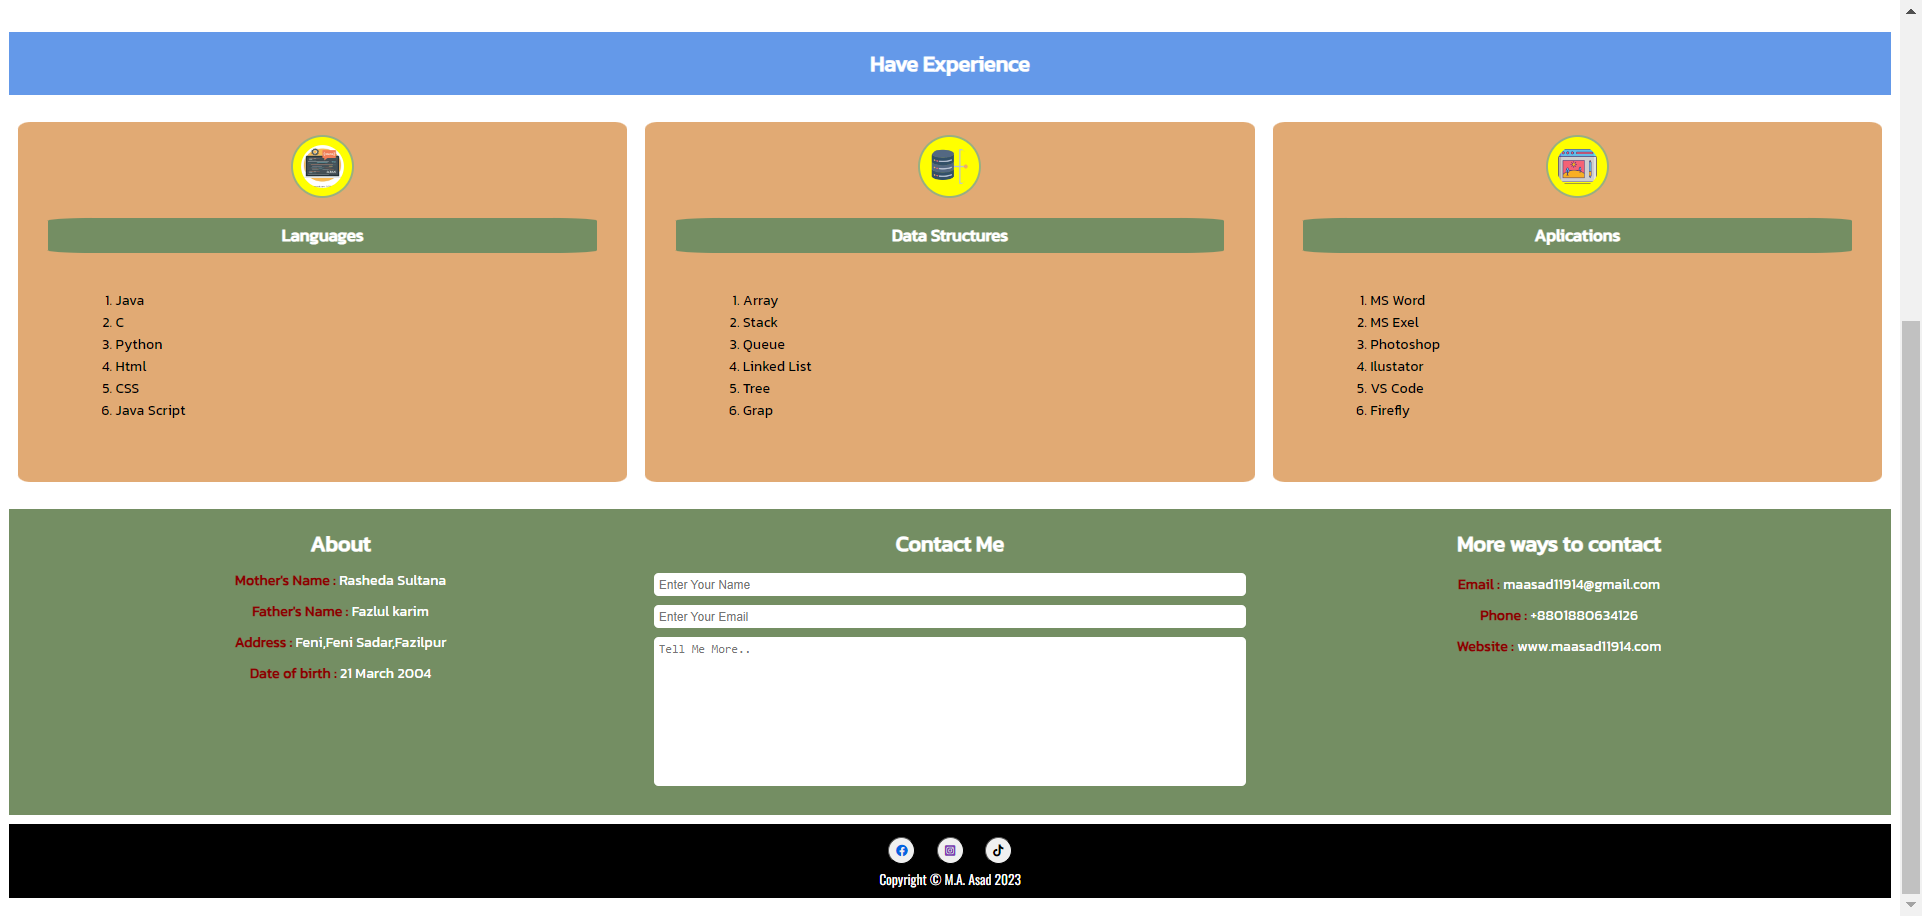 Have Experience
Languages
1. Java
2. C
3. Python
4. Html
5. CSS
6. Java Script
Data Structures
1. Array
2. Stack
3. Queue
4. Linked List
5. Tree
6. Grap
Aplications
1. MS Word
2. MS Exel
3. Photoshop
4. Ilustator
5. VS Code
6. Firefly
About
Mother's Name : Rasheda Sultana
Father's Name : Fazlul karim
Address : Feni,Feni Sadar,Fazilpur
Date of birth : 21 March 2004
Contact Me
Enter Your Name
Enter Your Email
Tell Me More..
More ways to contact
Email : maasad11914@gmail.com
Phone : +8801880634126
Website : www.maasad11914.com
Copyright © M.A. Asad 2023